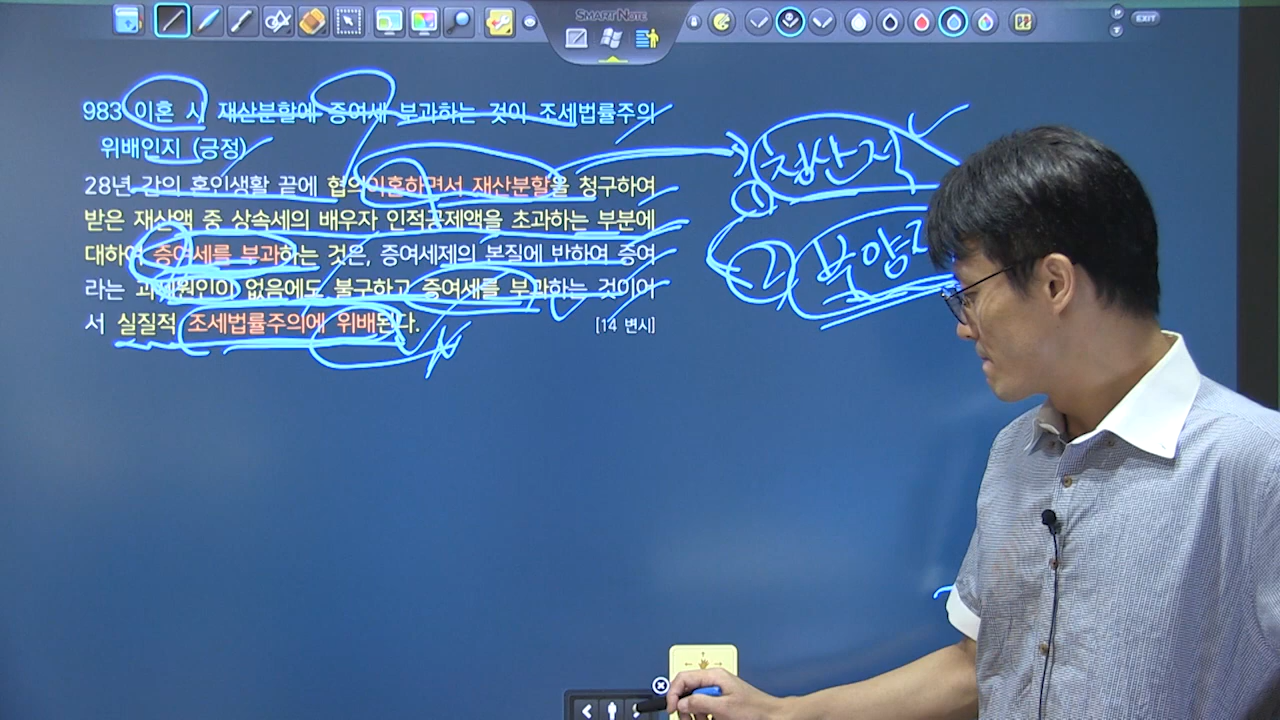 SMARTNOTE
EXIT
983 이혼 시 재산분할에 증여세 부과하는 것이 조세법률주의
위배인지 (긍정)
28년 간의 혼인생활 끝에 협의이혼하면서 재산분할을 청구하여
받은 재산액 중 상속세의 배우자 인적공제액을 초과하는 부분에
대하여 증여세를 부과하는 것은, 증여세제의 본질에 반하여 증여
라는 과세원인이 없음에도 불구하고 증여세를 부과하는 것이어
서 실질적 조세법률주의에 위배된다.
[14 변시]
① 청산적
② 부양